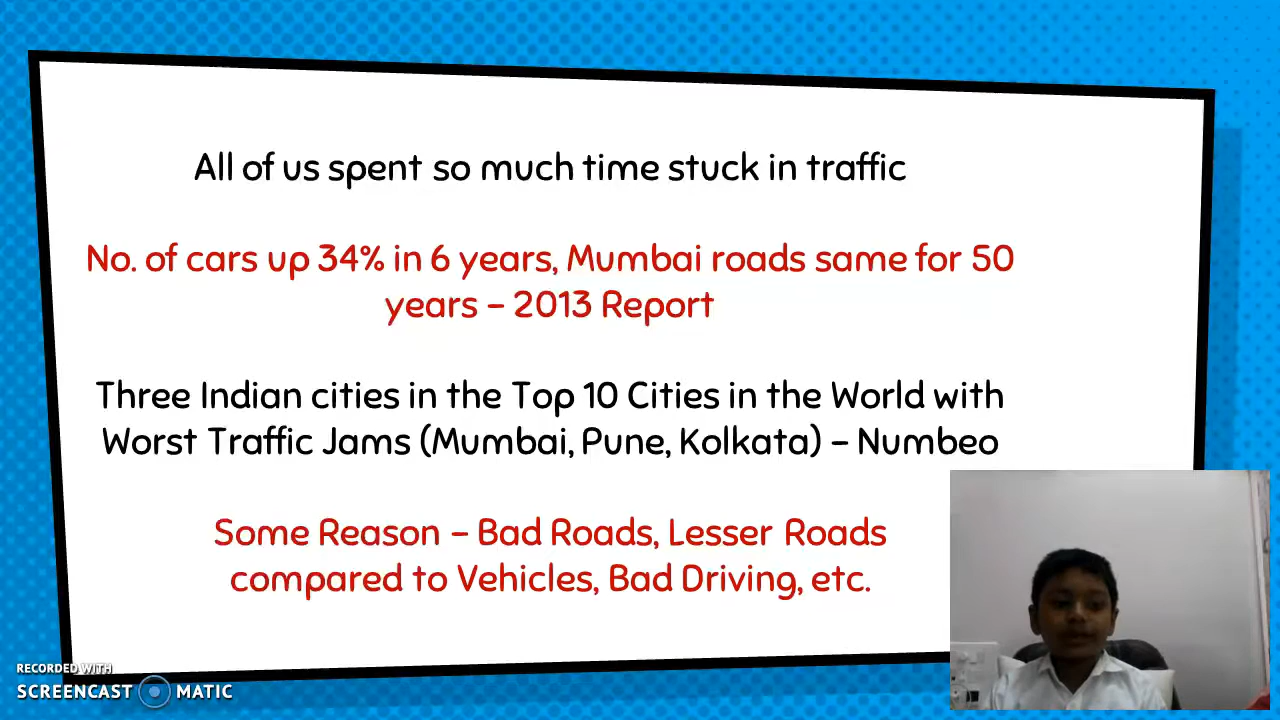 All of us spent so much time stuck in traffic
No. of cars up 34% in 6 years, Mumbai roads same for 50
years – 2013 Report
Three Indian cities in the Top 10 Cities in the World with
Worst Traffic Jams (Mumbai, Pune, Kolkata) – Numbeo
Some Reason – Bad Roads, Lesser Roads
compared to Vehicles, Bad Driving, etc.
RECORDED WITH
SCREENCAST MATIC